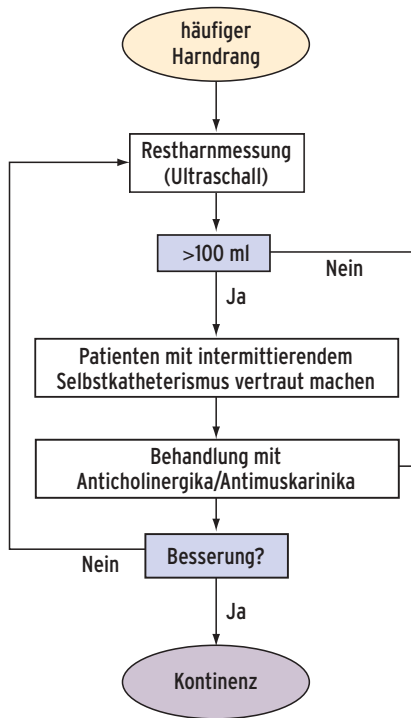 häufiger
Harndrang
Restharnmessung
(Ultraschall)
>100 ml
Nein
Ja
Patienten mit intermittierendem
Selbstkatheterismus vertraut machen
Behandlung mit
Anticholinergika/Antimuskarinika
Besserung?
Nein
Ja
Kontinenz